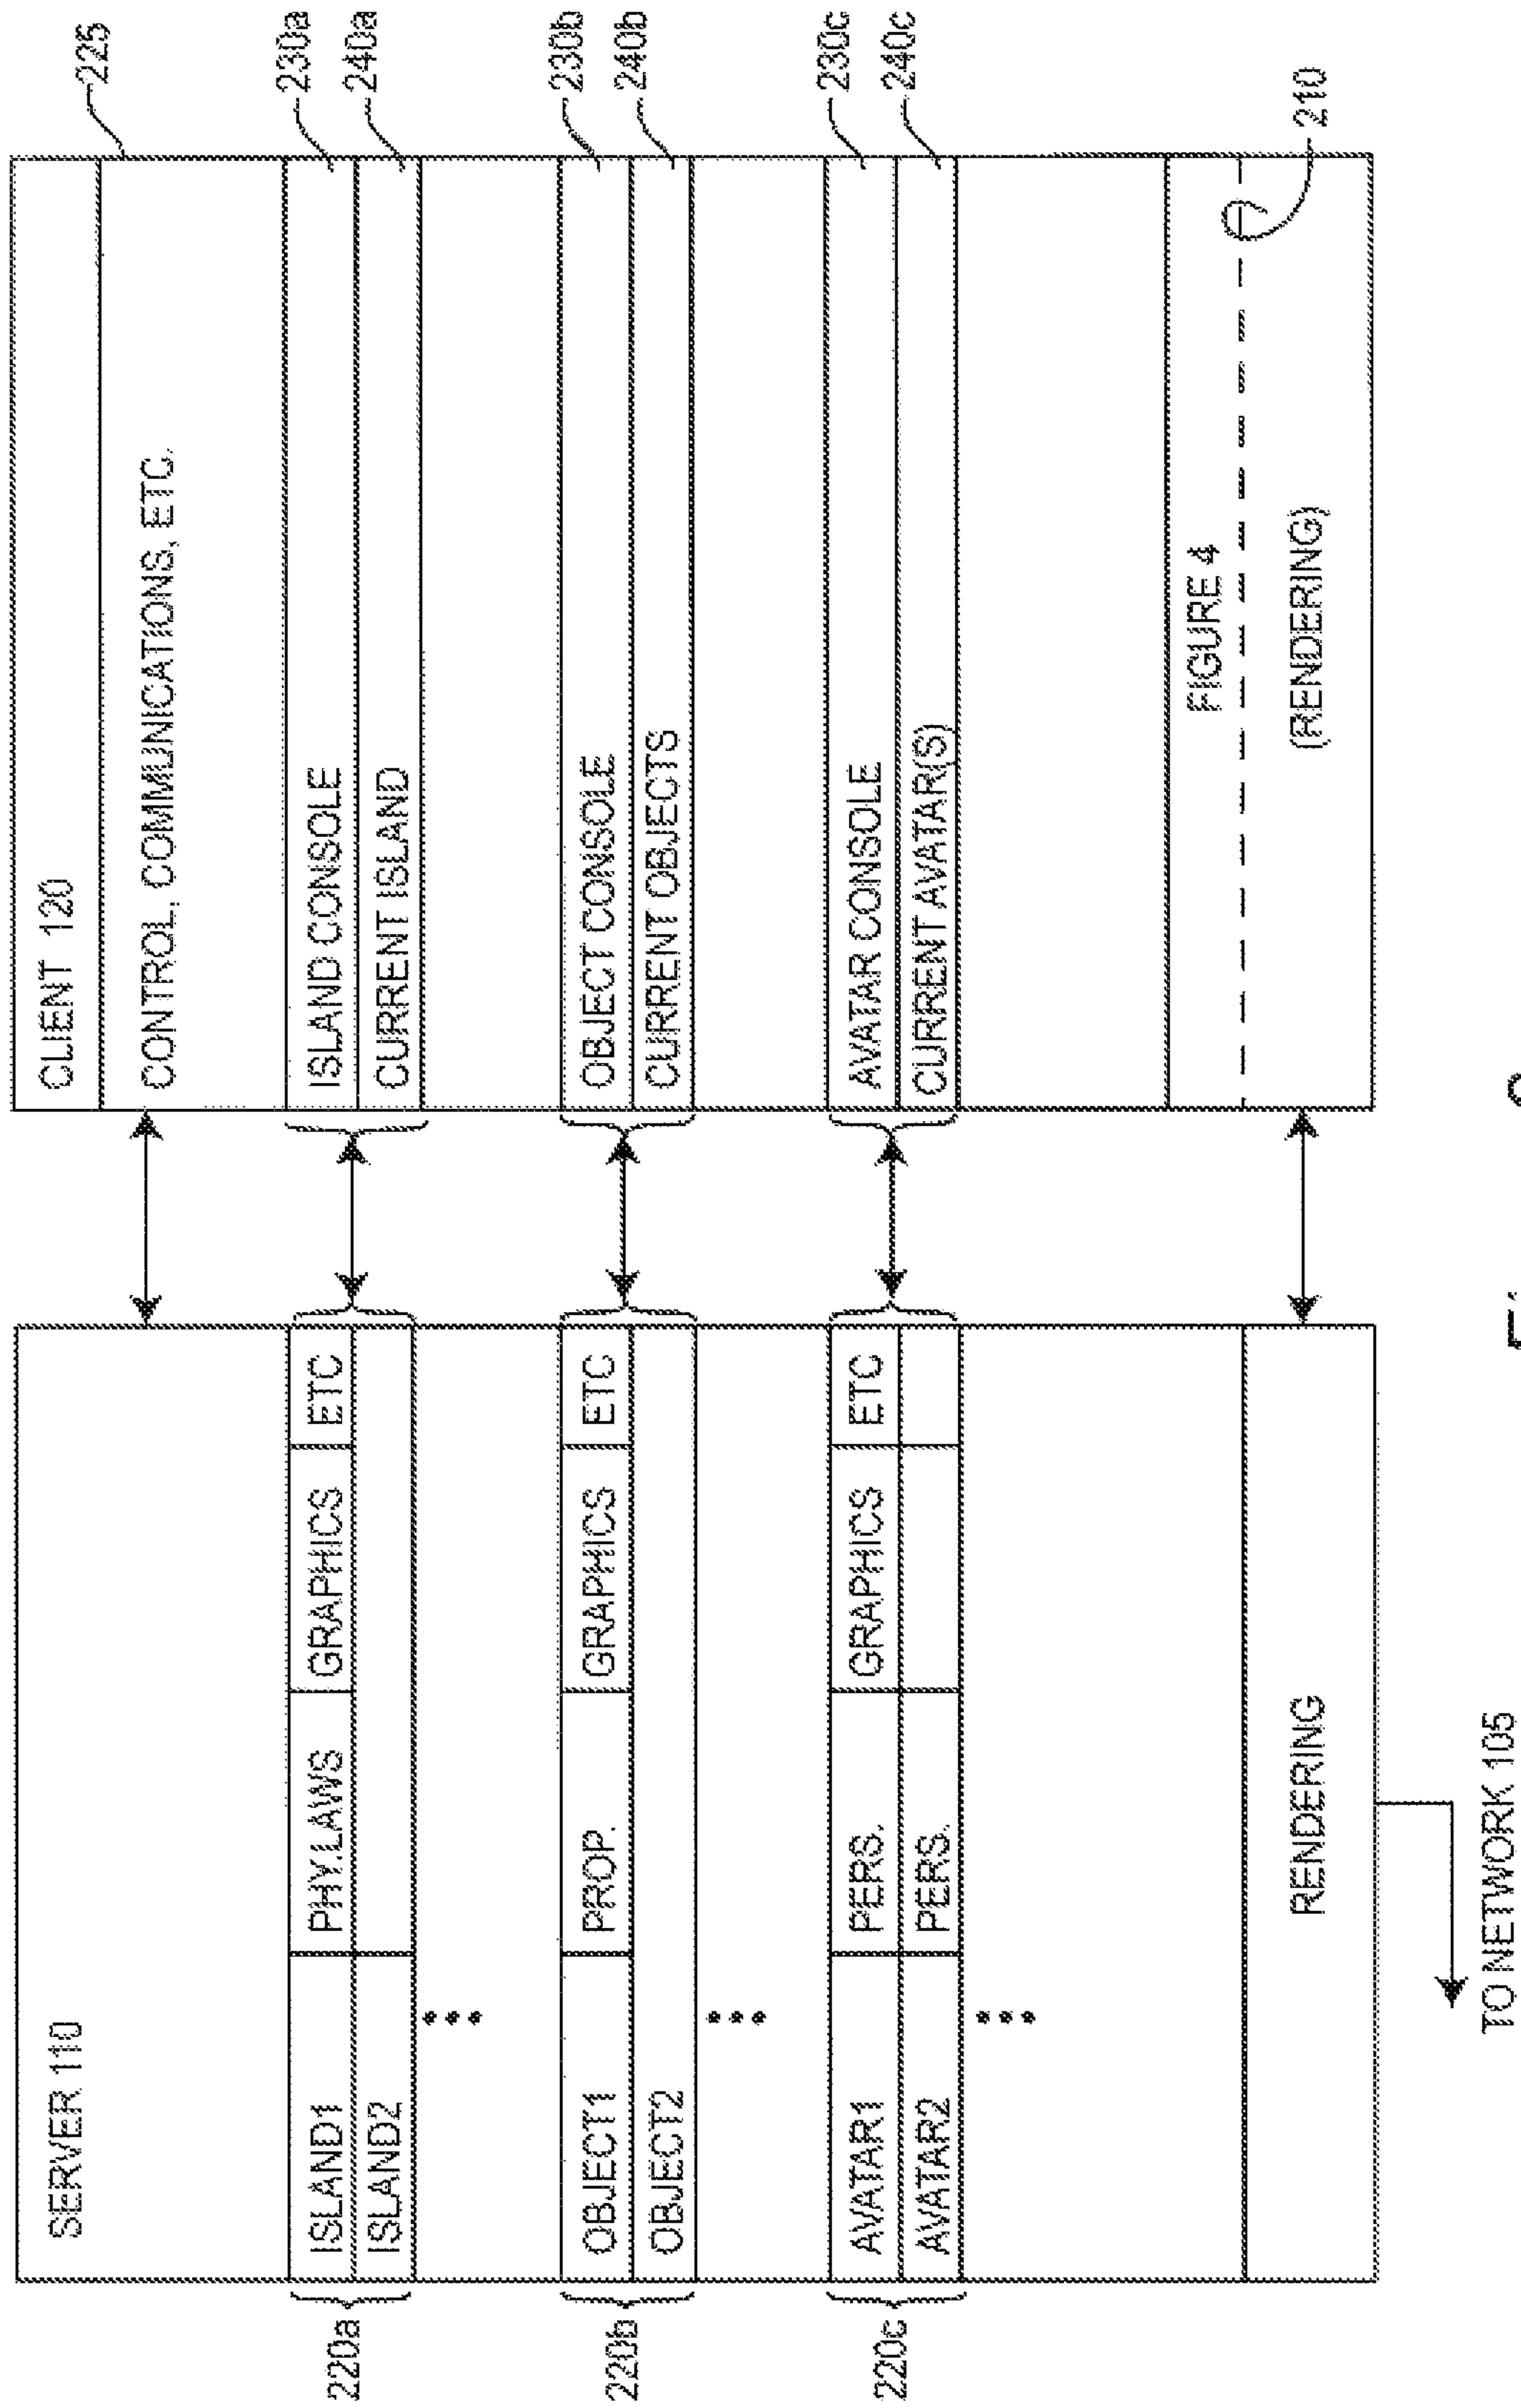 SERVER 110
220a
ISLAND1 PHY.LAWS GRAPHICS ETC
ISLAND2
220b
OBJECT1 PROP. GRAPHICS ETC
OBJECT2
220c
AVATAR1 PERS. GRAPHICS ETC
AVATAR2 PERS.
RENDERING
TO NETWORK 105
CLIENT 120
CONTROL, COMMUNICATIONS, ETC.
225
ISLAND CONSOLE
230a
CURRENT ISLAND
240a
OBJECT CONSOLE
230b
CURRENT OBJECTS
240b
AVATAR CONSOLE
230c
CURRENT AVATAR(S)
240c
FIGURE 4
(RENDERING)
210